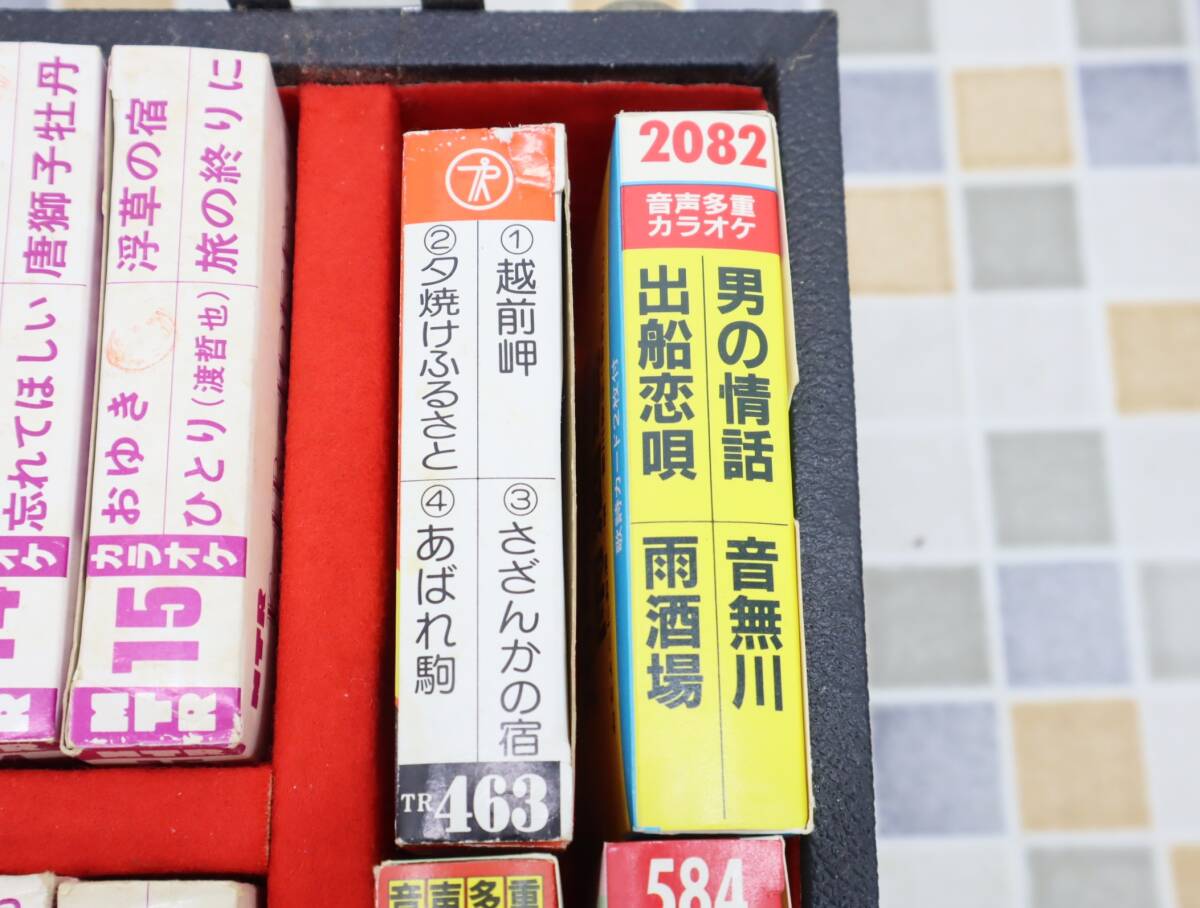 唐獅子牡丹
忘れてほしい
浮草の宿
旅の終りに
おゆき
ひとり(渡哲也)
カラオケ
15
MTR
TR
①越前岬
②夕焼けふるさと
③さざんかの宿
④あばれ駒
TR 463
2082
音声多重
カラオケ
男の情話
出船恋唄
音無川
雨酒場
音声多重
584